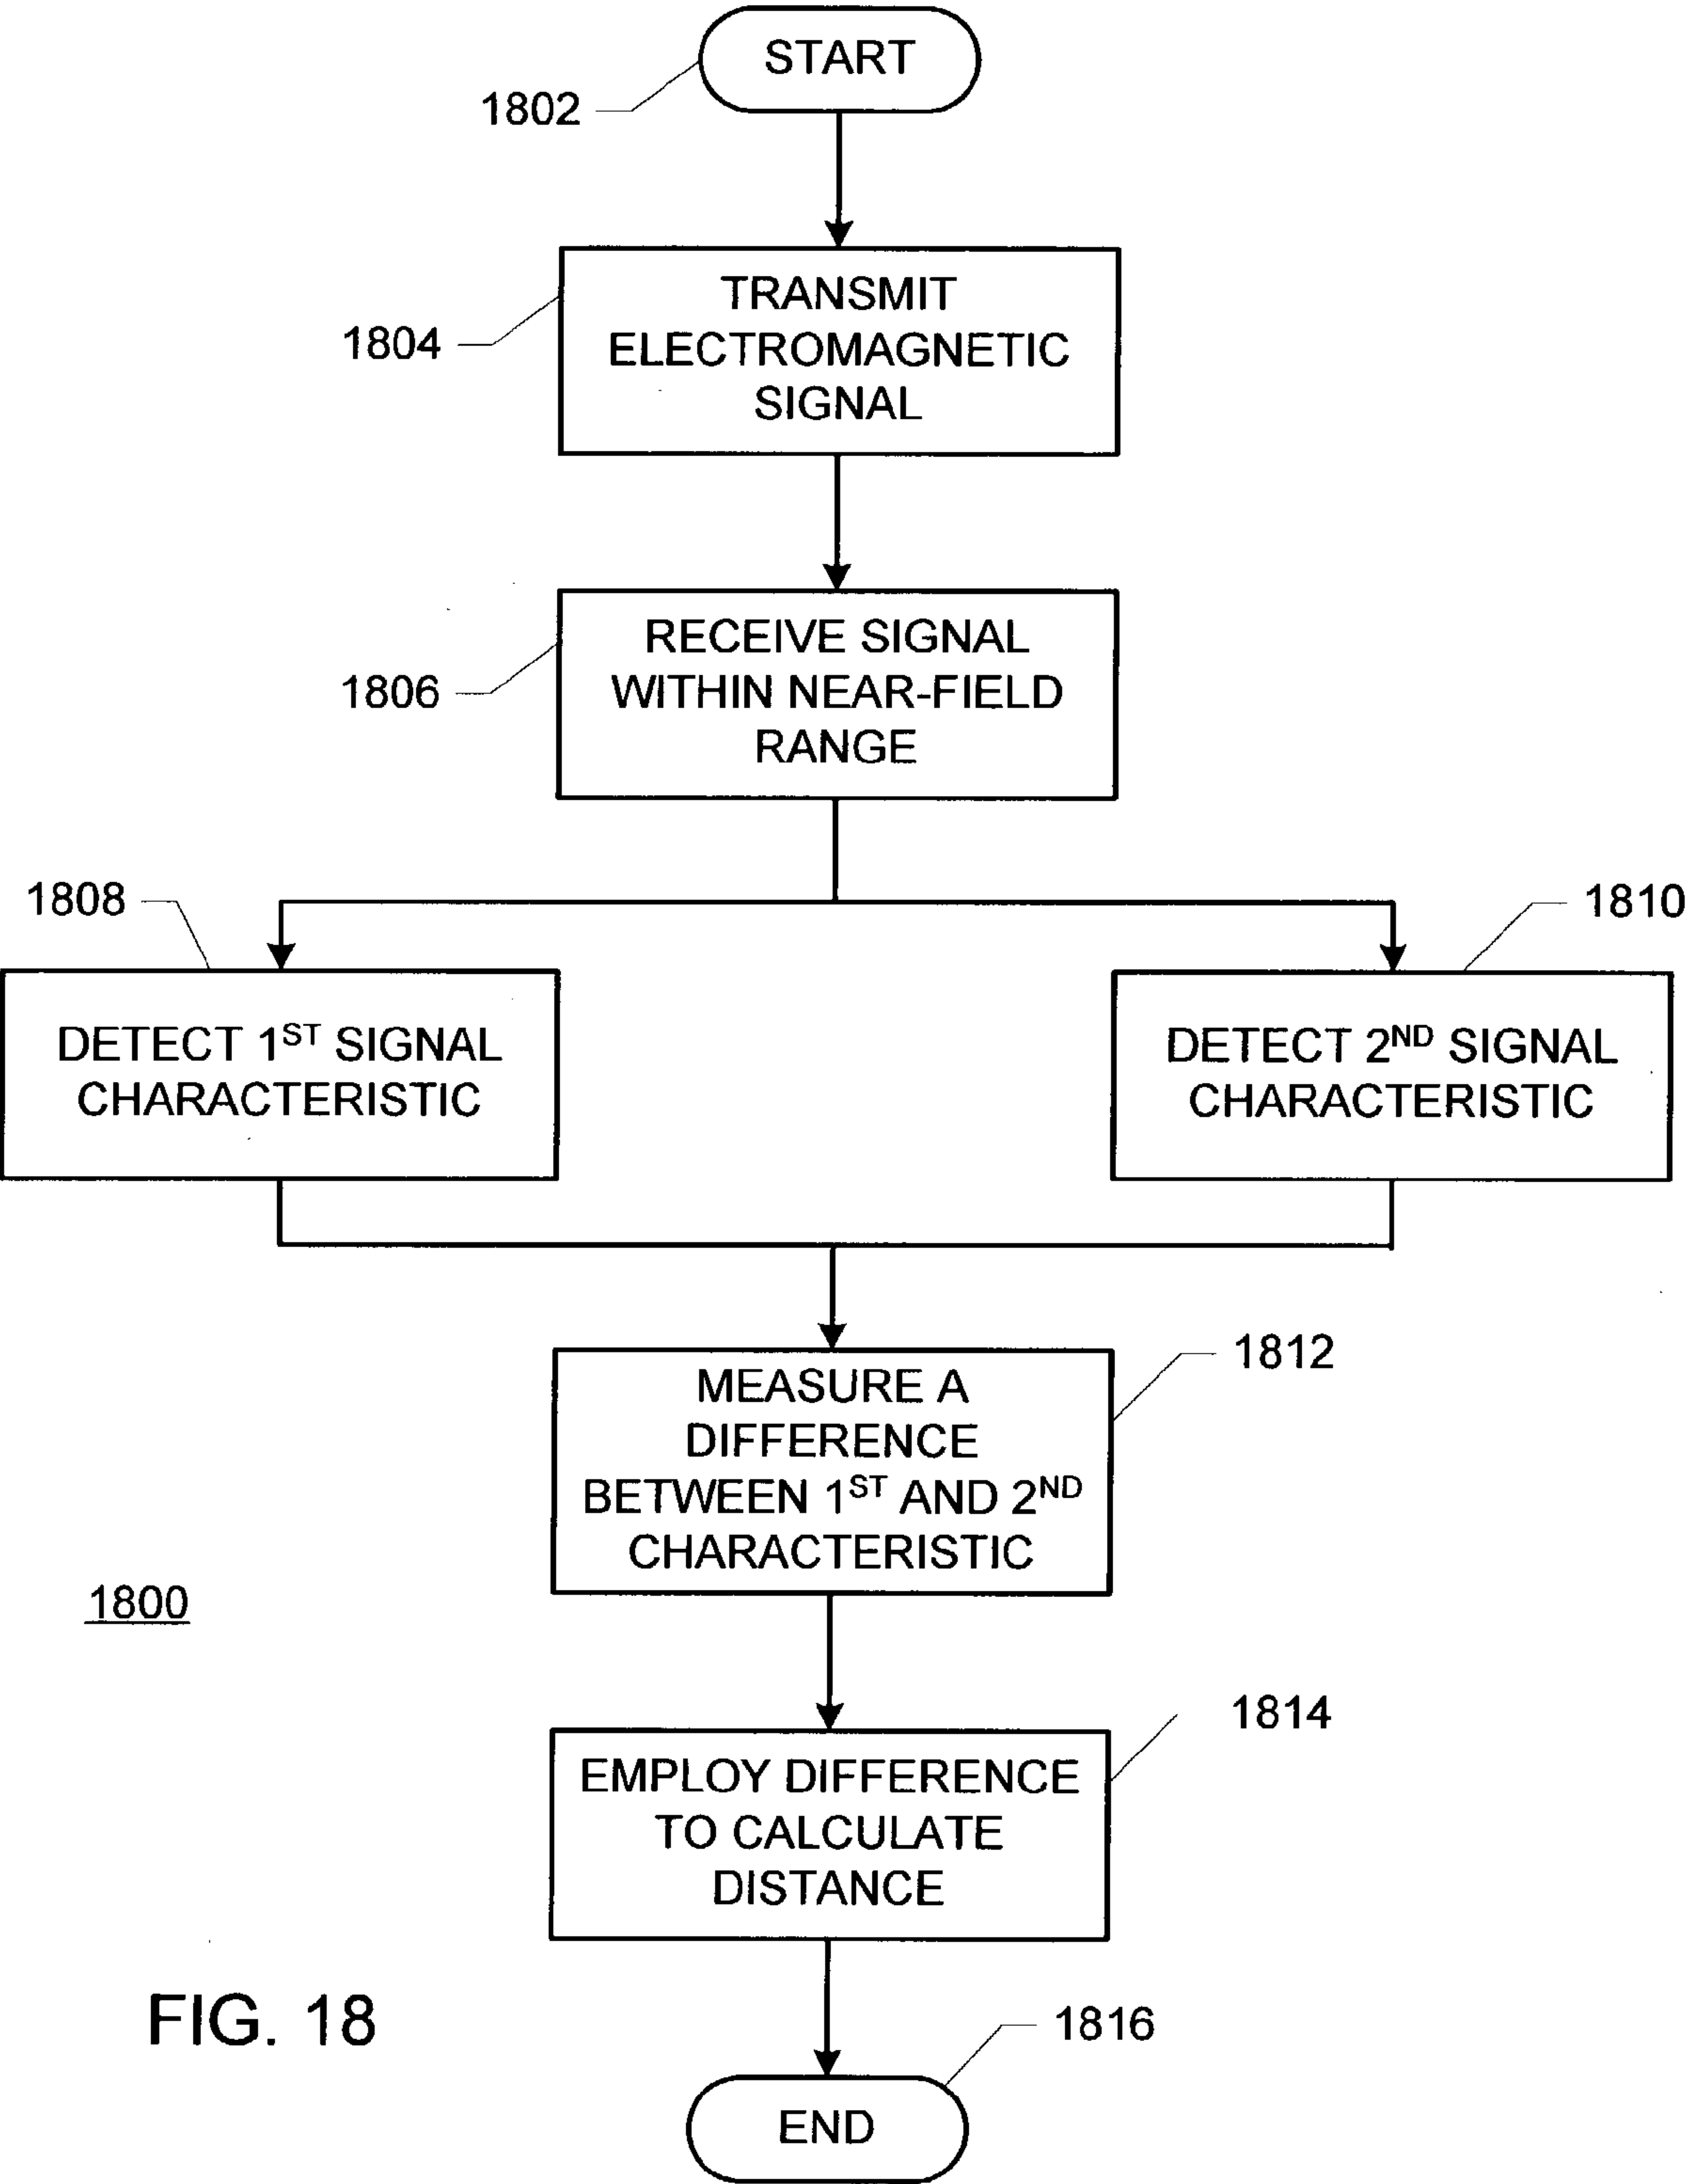 START
1802
TRANSMIT
ELECTROMAGNETIC
SIGNAL
1804
RECEIVE SIGNAL
WITHIN NEAR-FIELD
RANGE
1806
1808
1810
DETECT 1ST SIGNAL
CHARACTERISTIC
DETECT 2ND SIGNAL
CHARACTERISTIC
1812
MEASURE A
DIFFERENCE
BETWEEN 1ST AND 2ND
CHARACTERISTIC
1800
1814
EMPLOY DIFFERENCE
TO CALCULATE
DISTANCE
FIG. 18
1816
END